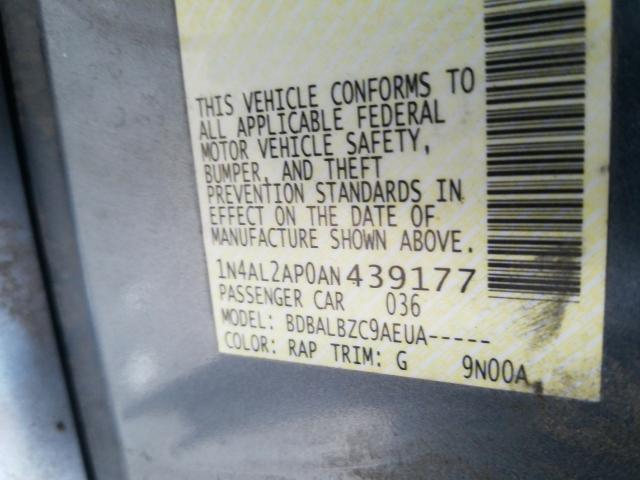 THIS VEHICLE CONFORMS TO
ALL APPLICABLE FEDERAL
MOTOR VEHICLE SAFETY,
BUMPER, AND THEFT
PREVENTION STANDARDS IN
EFFECT ON THE DATE OF
MANUFACTURE SHOWN ABOVE.
1N4AL2AP0AN439177
PASSENGER CAR 036
MODEL: BDBALBZC9AEUA-----
COLOR: RAP TRIM: G 9N00A